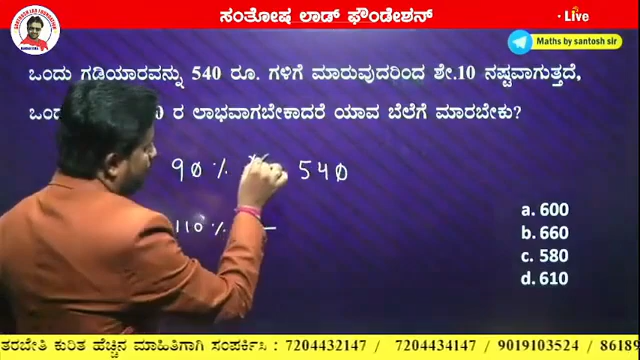 ಸಂತೋಷ ಲಾಡ್ ಫೌಂಡೇಶನ್
Live
Maths by santosh sir
ಒಂದು ಗಡಿಯಾರವನ್ನು 540 ರೂ. ಗಳಿಗೆ ಮಾರುವುದರಿಂದ ಶೇ.10 ನಷ್ಟವಾಗುತ್ತದೆ,
ರ ಲಾಭವಾಗಬೇಕಾದರೆ ಯಾವ ಬೆಲೆಗೆ ಮಾರಬೇಕು?
90 % 540
110 %
a. 600
b. 660
c. 580
d. 610
ತರಬೇತಿ ಕುರಿತ ಹೆಚ್ಚಿನ ಮಾಹಿತಿಗಾಗಿ ಸಂಪರ್ಕಿಸಿ : 7204432147 / 7204434147 / 9019103524 / 86189